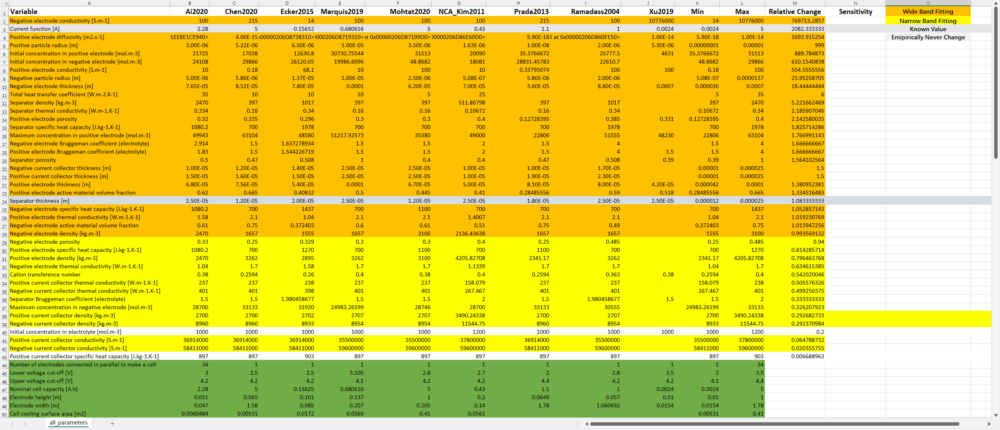 A B C D E F G H I J K L M N O
1 Variable Ai2020 Chen2020 Ecker2015 Marquis2019 Mohtat2020 NCA_Kim2011 Prada2013 Ramadass2004 Xu2019 Min Max Relative Change Sensitivity Wide Band Fitting
2 Negative electrode conductivity [S.m-1] 100 215 14 100 100 100 215 100 10776000 14 10776000 769713.2857 Narrow Band Fitting
3 Current function [A] 2.28 5 0.15652 0.680616 5 0.43 1.1 1 0.0024 0.0024 5 2082.333333 Known Value
4 Positive electrode diffusivity [m2.s-1] 1EE8E1CE940> 4.00E-15 00000206D8738310> 0000206D8719310> at 0x00000206D87199D0> 00000206D86E60D0> 5.90E-18 at 0x00000206D860EE50> 1.00E-14 5.90E-18 1.00E-14 1693.915254 Emipirically Never Change
5 Positive particle radius [m] 3.00E-06 5.22E-06 6.50E-06 1.00E-05 3.50E-06 1.63E-06 1.00E-08 2.00E-06 5.30E-06 0.00000001 0.00001 999
6 Initial concentration in positive electrode [mol.m-3] 21725 17038 12630.8 30730.75544 31513 20090 35.3766672 25777.5 4631 35.3766672 31513 889.784873
7 Initial concentration in negative electrode [mol.m-3] 24108 29866 26120.05 19986.6096 48.8682 18081 28831.45783 22610.7 48.8682 29866 610.1540838
8 Positive electrode conductivity [S.m-1] 10 0.18 68.1 10 100 10 0.33795074 100 100 0.18 100 554.5555556
9 Negative particle radius [m] 5.00E-06 5.86E-06 1.37E-05 1.00E-05 2.50E-06 5.08E-07 5.86E-06 2.00E-06 5.08E-07 0.0000137 25.95258705
10 Negative electrode thickness [m] 7.65E-05 8.52E-05 7.40E-05 0.0001 6.20E-05 7.00E-05 3.60E-05 8.80E-05 0.0007 0.000036 0.0007 18.44444444
11 Total heat transfer coefficient [W.m-2.K-1] 35 10 10 10 5 25 5 35 6
12 Separator density [kg.m-3] 2470 397 1017 397 397 511.86798 397 1017 397 2470 5.221662469
13 Separator thermal conductivity [W.m-1.K-1] 0.334 0.16 0.34 0.16 0.16 0.10672 0.16 0.34 0.10672 0.34 2.185907046
14 Positive electrode porosity 0.32 0.335 0.296 0.3 0.3 0.4 0.12728395 0.385 0.331 0.12728395 0.4 2.142580035
15 Separator specific heat capacity [J.kg-1.K-1] 1080.2 700 1978 700 700 700 700 1978 700 1978 1.825714286
16 Maximum concentration in positive electrode [mol.m-3] 49943 63104 48580 51217.92573 35380 49000 22806 51555 48230 22806 63104 1.766991143
17 Negative electrode Bruggeman coefficient (electrolyte) 2.914 1.5 1.637278934 1.5 1.5 2 1.5 4 1.5 4 1.666666667
18 Positive electrode Bruggeman coefficient (electrolyte) 1.83 1.5 1.544226719 1.5 1.5 2 1.5 4 1.5 1.5 4 1.666666667
19 Separator porosity 0.5 0.47 0.508 1 0.4 0.4 0.47 0.508 0.39 0.39 1 1.564102564
20 Negative current collector thickness [m] 1.00E-05 1.20E-05 1.40E-05 2.50E-05 2.50E-05 1.00E-05 1.00E-05 1.70E-05 0.00001 0.000025 1.5
21 Positive current collector thickness [m] 1.50E-05 1.60E-05 1.50E-05 2.50E-05 2.50E-05 1.00E-05 1.90E-05 2.30E-05 0.00001 0.000025 1.5
22 Positive electrode thickness [m] 6.80E-05 7.56E-05 5.40E-05 0.0001 6.70E-05 5.00E-05 8.10E-05 8.00E-05 4.20E-05 0.000042 0.0001 1.380952381
23 Positive electrode active material volume fraction 0.62 0.665 0.40832 0.5 0.445 0.41 0.28485556 0.59 0.518 0.28485556 0.665 1.334516483
24 Separator thickness [m] 2.50E-05 1.20E-05 2.00E-05 2.50E-05 1.20E-05 2.50E-05 1.80E-05 2.50E-05 2.50E-05 0.000012 0.000025 1.083333333
25 Negative electrode specific heat capacity [J.kg-1.K-1] 1080.2 700 1437 700 1100 700 700 700 700 1437 1.052857143
26 Positive electrode thermal conductivity [W.m-1.K-1] 1.58 2.1 1.04 2.1 2.1 1.4007 2.1 2.1 1.04 2.1 1.019230769
27 Negative electrode active material volume fraction 0.61 0.75 0.372403 0.6 0.61 0.51 0.75 0.49 0.372403 0.75 1.013947256
28 Negative electrode density [kg.m-3] 2470 1657 1555 1657 3100 2136.43638 1657 1657 1555 3100 0.993569132
29 Negative electrode porosity 0.33 0.25 0.329 0.3 0.3 0.4 0.25 0.485 0.25 0.485 0.94
30 Positive electrode specific heat capacity [J.kg-1.K-1] 1080.2 700 1270 700 1100 700 1100 700 700 1270 0.814285714
31 Positive electrode density [kg.m-3] 2470 3262 2895 3262 3100 4205.82708 2341.17 3262 2341.17 4205.82708 0.796463768
32 Negative electrode thermal conductivity [W.m-1.K-1] 1.04 1.7 1.58 1.7 1.7 1.1339 1.7 1.7 1.04 1.7 0.634615385
33 Cation transference number 0.38 0.2594 0.26 0.4 0.38 0.4 0.2594 0.363 0.38 0.2594 0.4 0.542020046
34 Positive current collector thermal conductivity [W.m-1.K-1] 237 237 238 237 237 158.079 237 237 158.079 238 0.505576326
35 Negative current collector thermal conductivity [W.m-1.K-1] 401 401 398 401 401 267.467 401 401 267.467 401 0.499250375
36 Separator Bruggeman coefficient (electrolyte) 1.5 1.5 1.980458677 1.5 1.5 2 1.5 1.980458677 1.5 1.5 2 0.333333333
37 Maximum concentration in negative electrode [mol.m-3] 28700 33133 31920 24983.26199 28746 28700 33133 30555 24983.26199 33133 0.326207923
38 Positive current collector density [kg.m-3] 2700 2700 2702 2707 2707 3490.24338 2700 2707 2700 3490.24338 0.292682733
39 Negative current collector density [kg.m-3] 8960 8960 8933 8954 8954 11544.75 8960 8954 8933 11544.75 0.292370984
40 Initial concentration in electrolyte [mol.m-3] 1000 1000 1000 1000 1000 1200 1000 1000 1000 1000 1200 0.2
41 Positive current collector conductivity [S.m-1] 36914000 36914000 36914000 35500000 35500000 37800000 36914000 35500000 35500000 37800000 0.064788732
42 Negative current collector conductivity [S.m-1] 58411000 58411000 58411000 59600000 59600000 59600000 58411000 59600000 58411000 59600000 0.020355755
43 Positive current collector specific heat capacity [J.kg-1.K-1] 897 897 903 897 897 897 897 897 897 903 0.006688963
44 Number of electrodes connected in parallel to make a cell 34 1 1 1 1 1 1 1 1 1 34
45 Lower voltage cut-off [V] 3 2.5 2.5 3.105 2.8 2.7 2 2.8 3.5 2 3.5
46 Upper voltage cut-off [V] 4.2 4.2 4.2 4.1 4.2 4.2 4.4 4.2 4.2 4.1 4.4
47 Nominal cell capacity [A.h] 2.28 5 0.15625 0.680616 5 0.43 1.1 1 0.0024 0.0024 5
48 Electrode height [m] 0.051 0.065 0.101 0.137 1 0.2 0.0649 0.057 0.01 0.01 1
49 Electrode width [m] 0.047 1.58 0.085 0.207 0.205 0.14 1.78 1.060692 0.0154 0.0154 1.78
50 Cell cooling surface area [m2] 0.0060484 0.00531 0.0172 0.0569 0.41 0.0561 0.00531 0.41
all_parameters